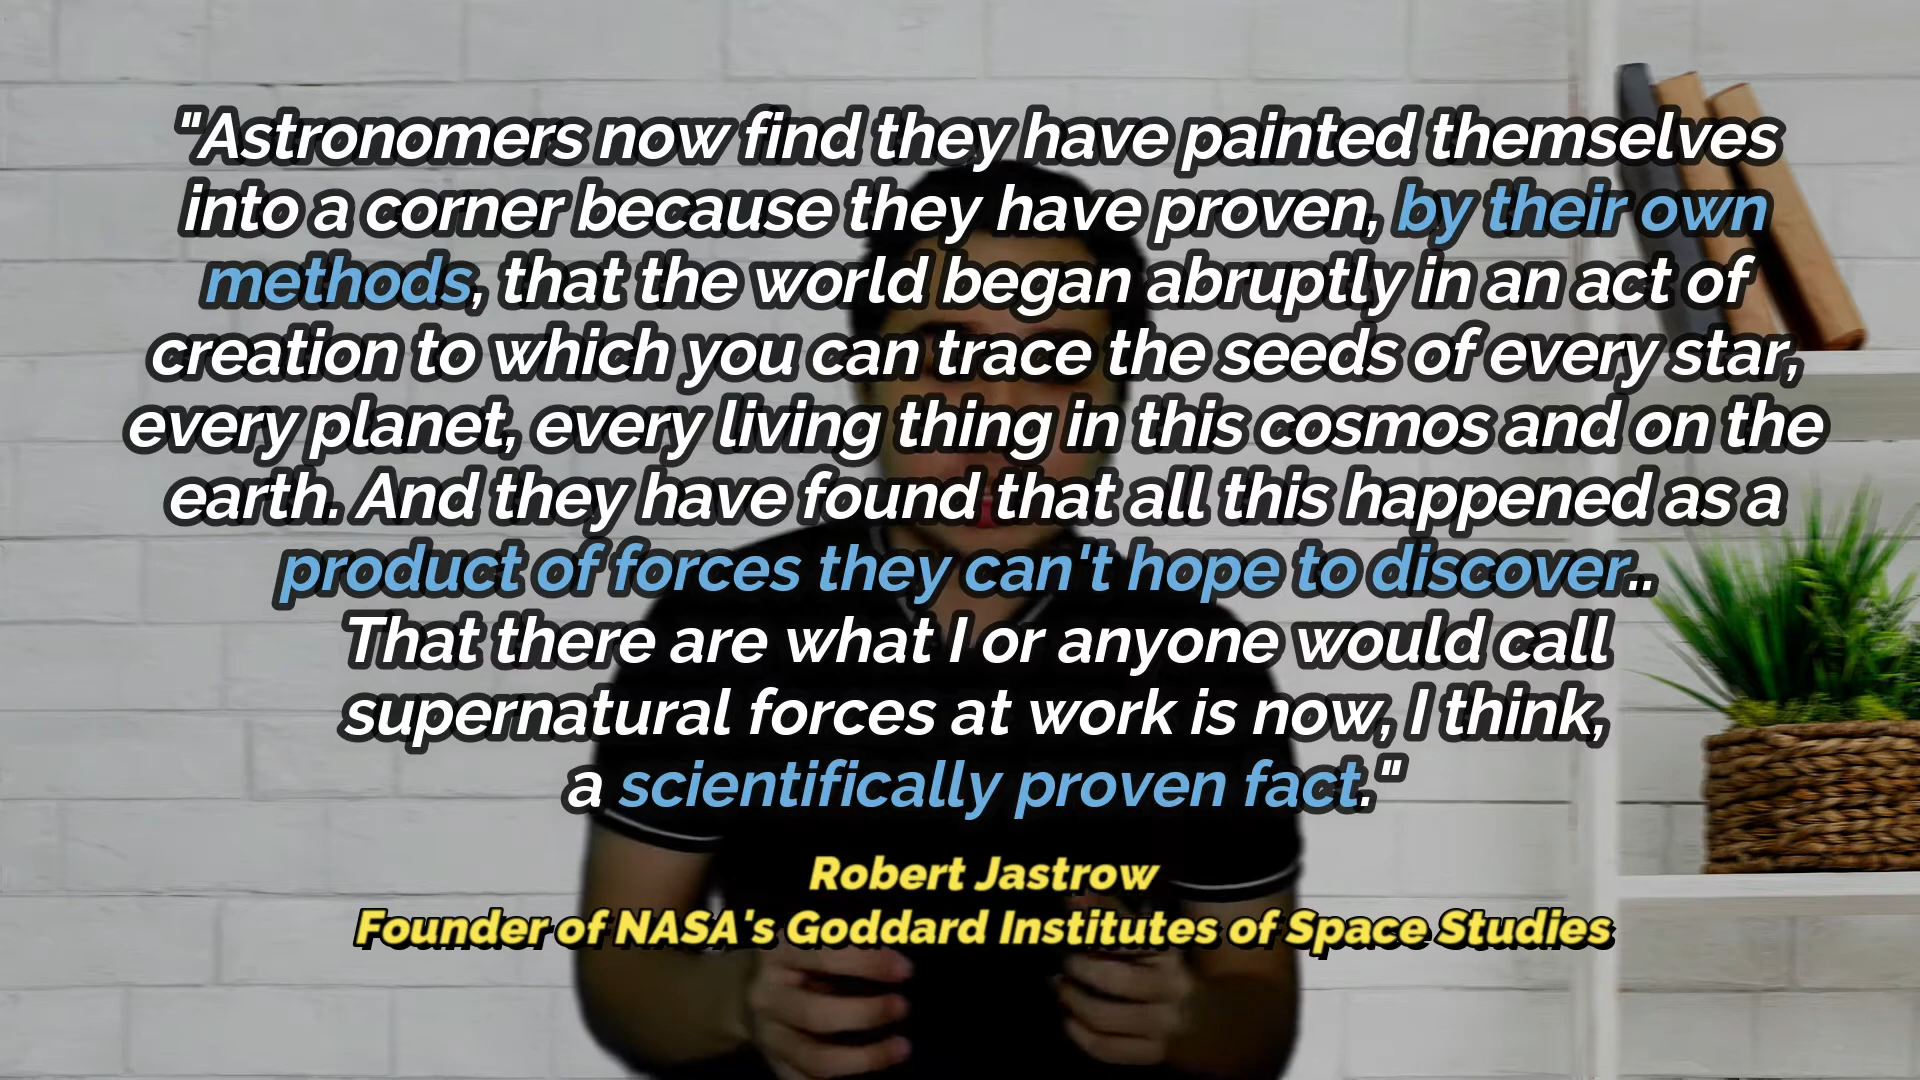 "Astronomers now find they have painted themselves
into a corner because they have proven, by their own
methods, that the world began abruptly in an act of
creation to which you can trace the seeds of every star,
every planet, every living thing in this cosmos and on the
earth. And they have found that all this happened as a
product of forces they can't hope to discover..
That there are what I or anyone would call
supernatural forces at work is now, I think,
a scientifically proven fact."
Robert Jastrow
Founder of NASA's Goddard Institutes of Space Studies